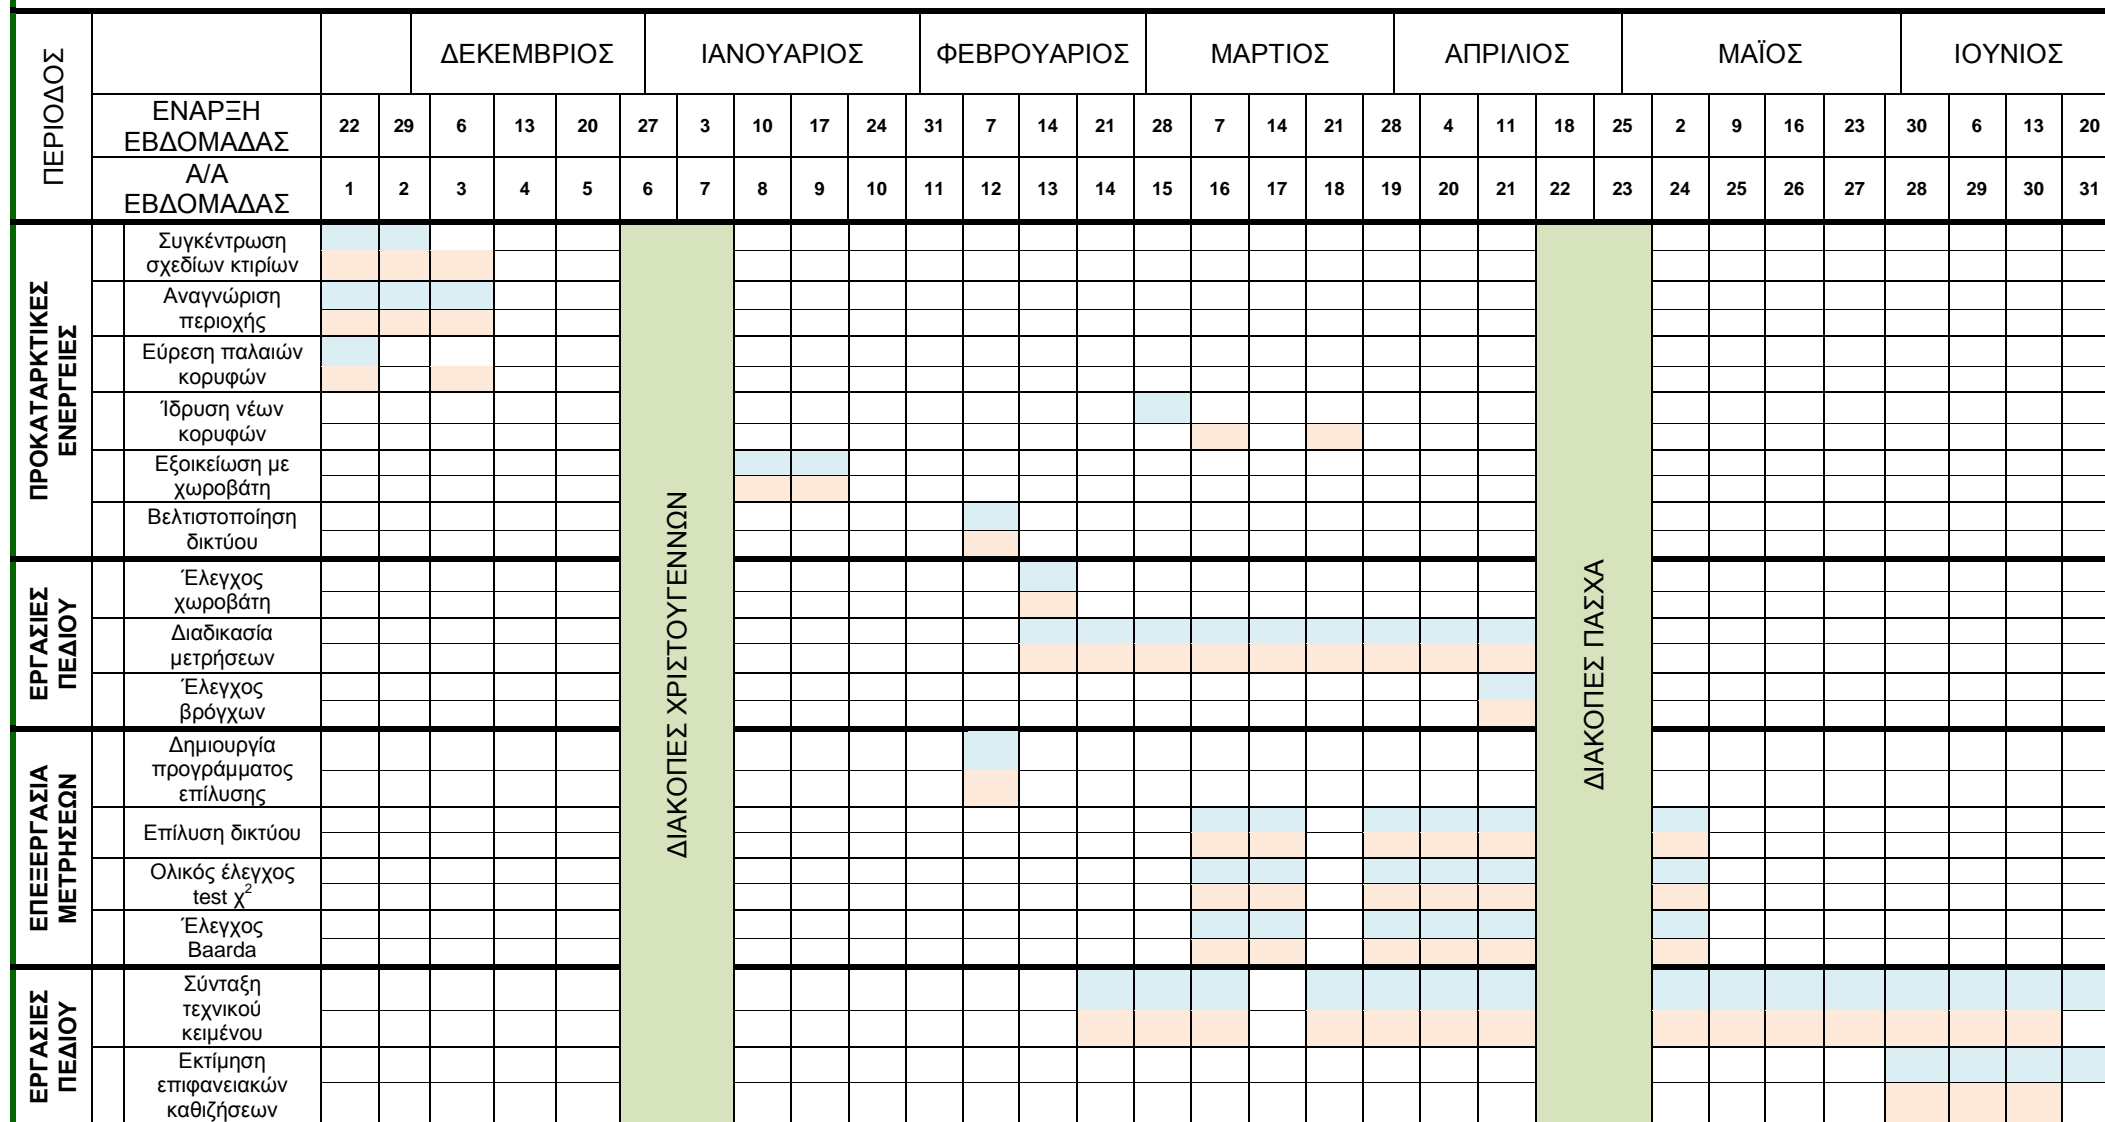 ΠΕΡΙΟΔΟΣ
ΔΕΚΕΜΒΡΙΟΣ ΙΑΝΟΥΑΡΙΟΣ ΦΕΒΡΟΥΑΡΙΟΣ ΜΑΡΤΙΟΣ ΑΠΡΙΛΙΟΣ ΜΑΪΟΣ ΙΟΥΝΙΟΣ
ΕΝΑΡΞΗ
ΕΒΔΟΜΑΔΑΣ
22 29 6 13 20 27 3 10 17 24 31 7 14 21 28 7 14 21 28 4 11 18 25 2 9 16 23 30 6 13 20
Α/Α
ΕΒΔΟΜΑΔΑΣ
1 2 3 4 5 6 7 8 9 10 11 12 13 14 15 16 17 18 19 20 21 22 23 24 25 26 27 28 29 30 31
ΠΡΟΚΑΤΑΡΚΤΙΚΕΣ
ΕΝΕΡΓΕΙΕΣ
Συγκέντρωση
σχεδίων κτιρίων
Αναγνώριση
περιοχής
Εύρεση παλαιών
κορυφών
Ίδρυση νέων
κορυφών
Εξοικείωση με
χωροβάτη
Βελτιστοποίηση
δικτύου
ΔΙΑΚΟΠΕΣ ΧΡΙΣΤΟΥΓΕΝΝΩΝ
ΔΙΑΚΟΠΕΣ ΠΑΣΧΑ
ΕΡΓΑΣΙΕΣ
ΠΕΔΙΟΥ
Έλεγχος
χωροβάτη
Διαδικασία
μετρήσεων
Έλεγχος
βρόγχων
ΕΠΕΞΕΡΓΑΣΙΑ
ΜΕΤΡΗΣΕΩΝ
Δημιουργία
προγράμματος
επίλυσης
Επίλυση δικτύου
Ολικός έλεγχος
test χ²
Έλεγχος
Baarda
ΕΡΓΑΣΙΕΣ
ΠΕΔΙΟΥ
Σύνταξη
τεχνικού
κειμένου
Εκτίμηση
επιφανειακών
καθιζήσεων